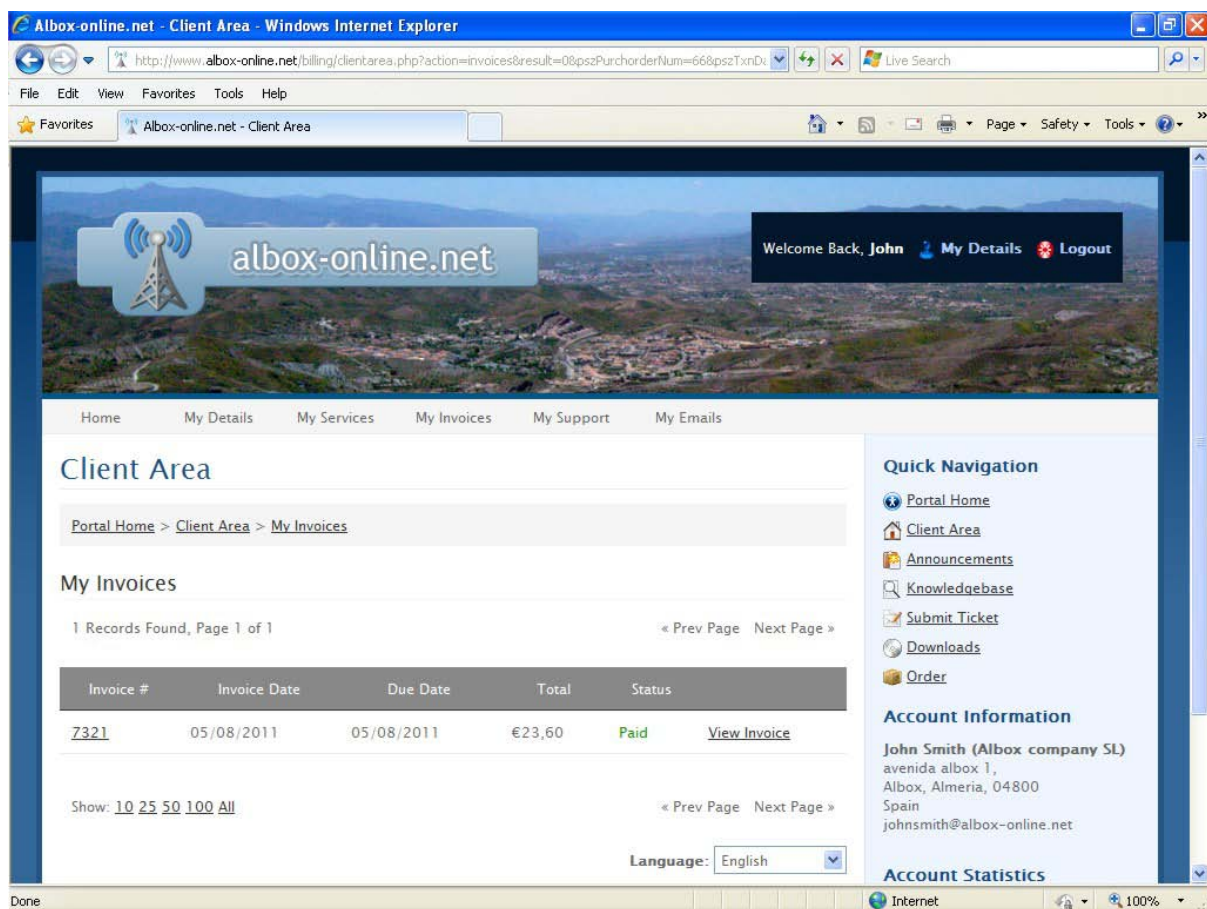 Albox-online.net - Client Area - Windows Internet Explorer
http://www.albox-online.net/billing/clientarea.php?action=invoices&result=0&pszPurchorderNum=66&pszTxnDa
Live Search
File Edit View Favorites Tools Help
Favorites
Albox-online.net - Client Area
Page Safety Tools
albox-online.net
Welcome Back, John My Details Logout
Home My Details My Services My Invoices My Support My Emails
Client Area
Portal Home > Client Area > My Invoices
My Invoices
1 Records Found, Page 1 of 1
« Prev Page Next Page »
Invoice # Invoice Date Due Date Total Status
7321 05/08/2011 05/08/2011 €23,60 Paid View Invoice
Show: 10 25 50 100 All
« Prev Page Next Page »
Language: English
Quick Navigation
Portal Home
Client Area
Announcements
Knowledgebase
Submit Ticket
Downloads
Order
Account Information
John Smith (Albox company SL)
avenida albox 1,
Albox, Almeria, 04800
Spain
johnsmith@albox-online.net
Account Statistics
Done
Internet
100%